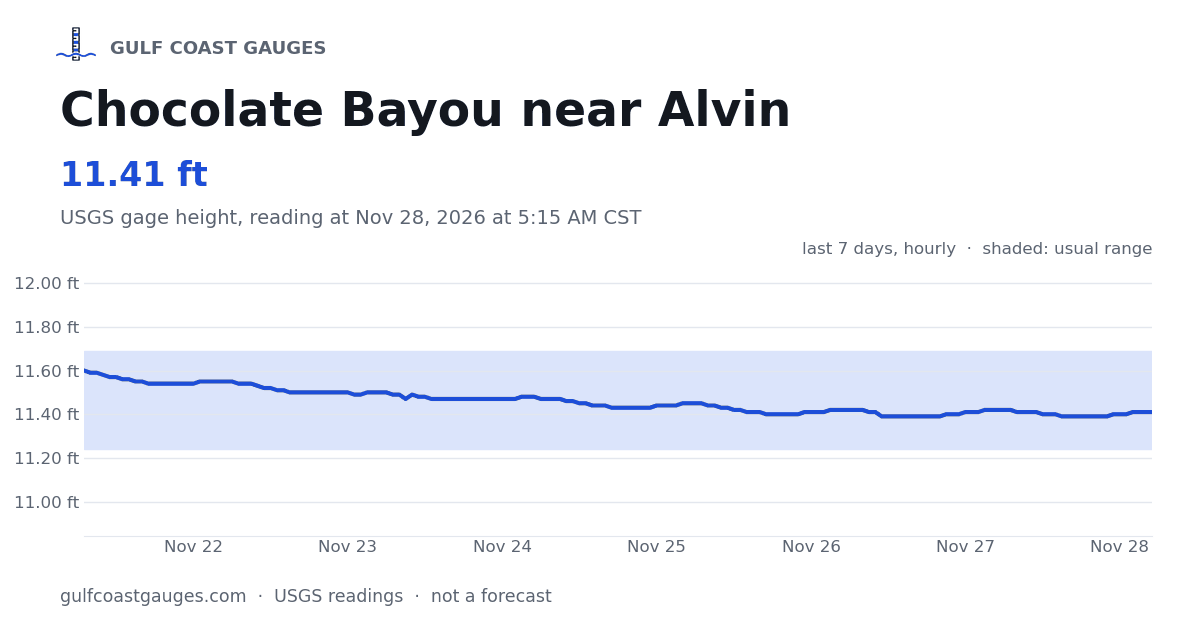 GULF COAST GAUGES
Chocolate Bayou near Alvin
11.41 ft
USGS gage height, reading at Nov 28, 2026 at 5:15 AM CST
last 7 days, hourly · shaded: usual range
12.00 ft
11.80 ft
11.60 ft
11.40 ft
11.20 ft
11.00 ft
Nov 22 Nov 23 Nov 24 Nov 25 Nov 26 Nov 27 Nov 28
gulfcoastgauges.com · USGS readings · not a forecast